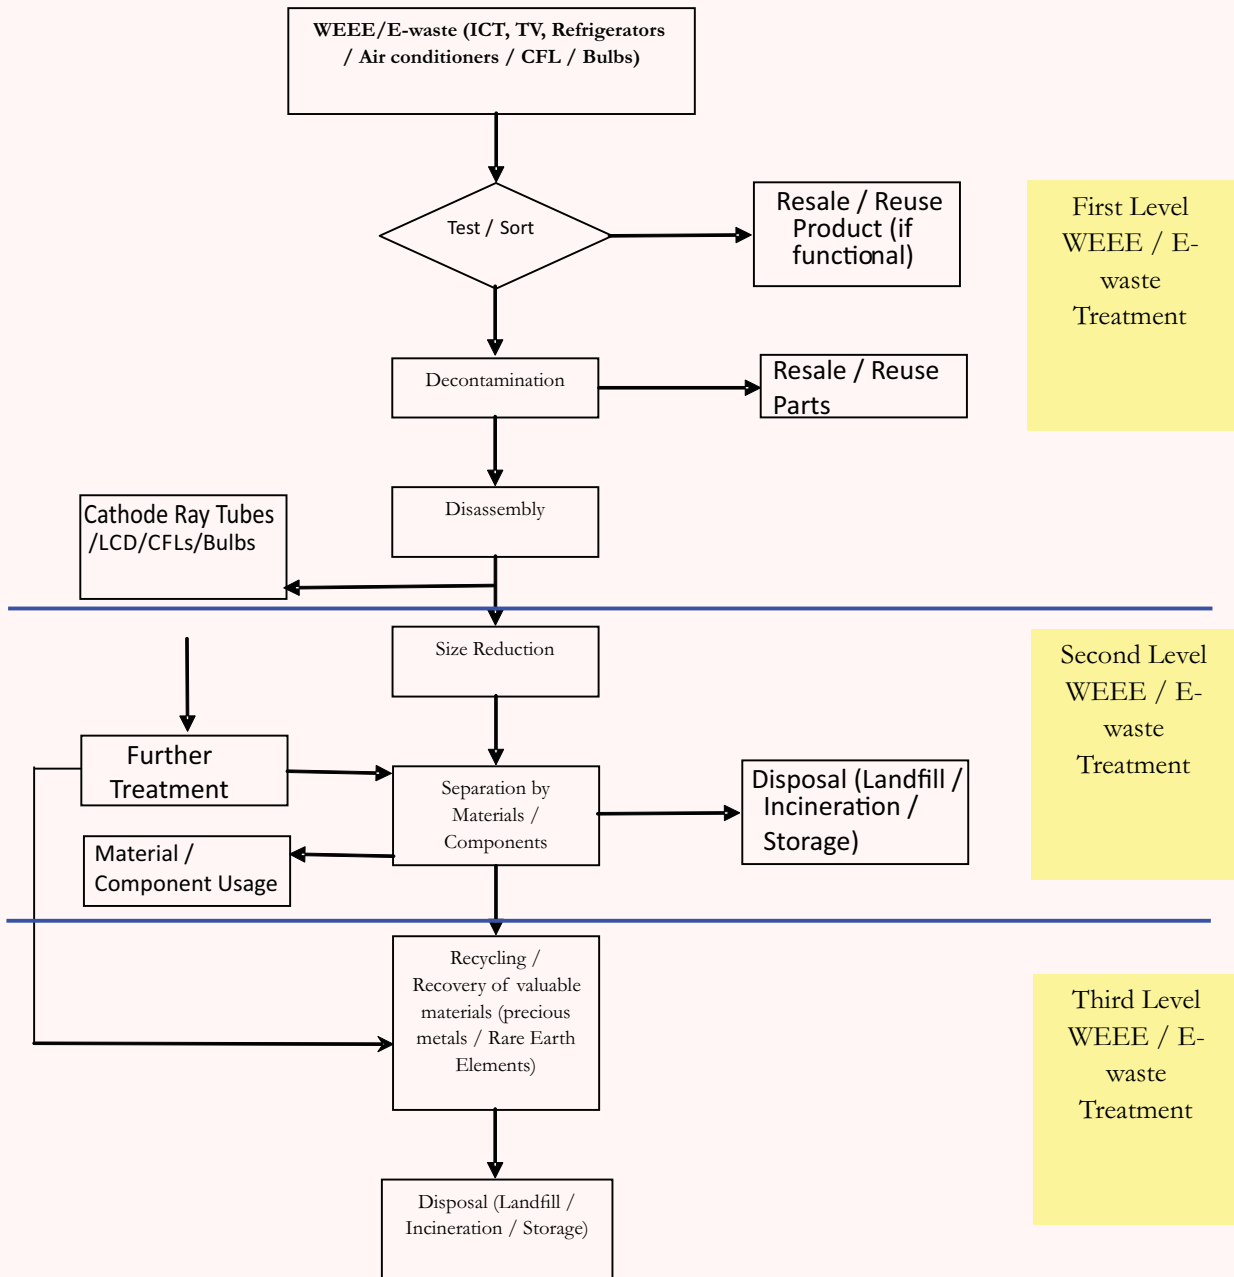 WEEE/E-waste (ICT, TV, Refrigerators
/ Air conditioners / CFL / Bulbs)
Test / Sort
Resale / Reuse
Product (if
functional)
First Level
WEEE / E-
waste
Treatment
Decontamination
Resale / Reuse
Parts
Disassembly
Cathode Ray Tubes
/LCD/CFLs/Bulbs
Size Reduction
Second Level
WEEE / E-
waste
Treatment
Further
Treatment
Separation by
Materials /
Components
Disposal (Landfill /
Incineration /
Storage)
Material /
Component Usage
Recycling /
Recovery of valuable
materials (precious
metals / Rare Earth
Elements)
Third Level
WEEE / E-
waste
Treatment
Disposal (Landfill /
Incineration / Storage)